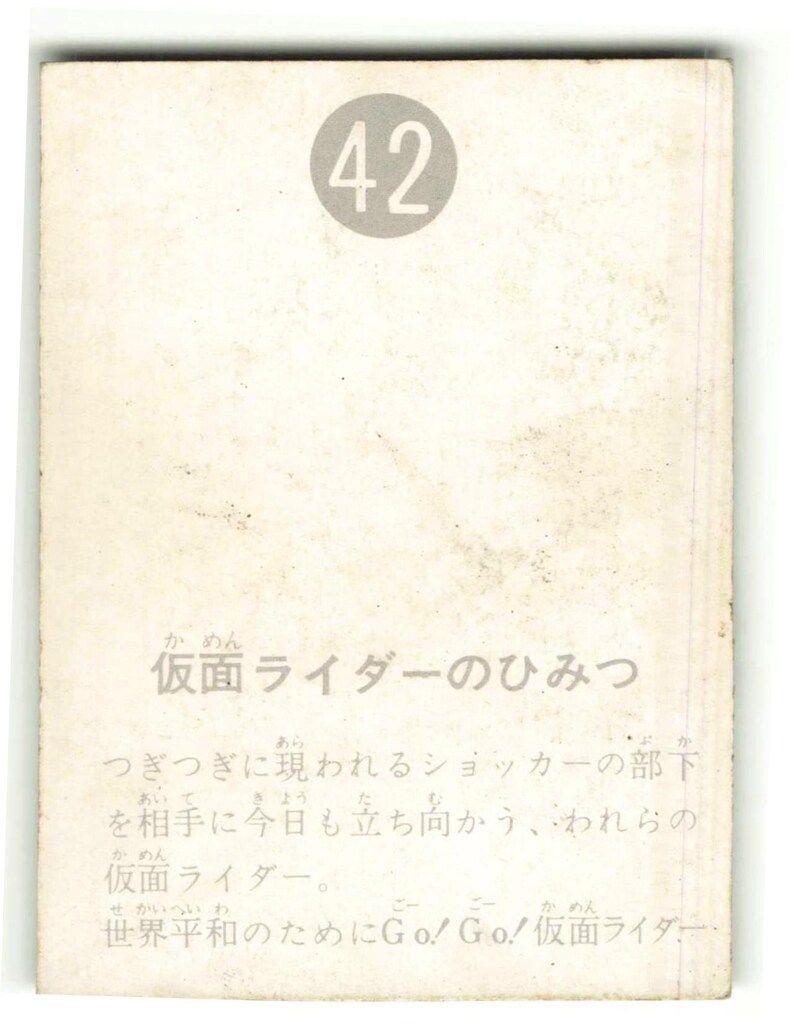 42
仮面ライダーのひみつ
つぎつぎに現われるショッカーの部下
を相手に今日も立ち向かう、われらの
仮面ライダー。
世界平和のためにGo!Go!仮面ライダー